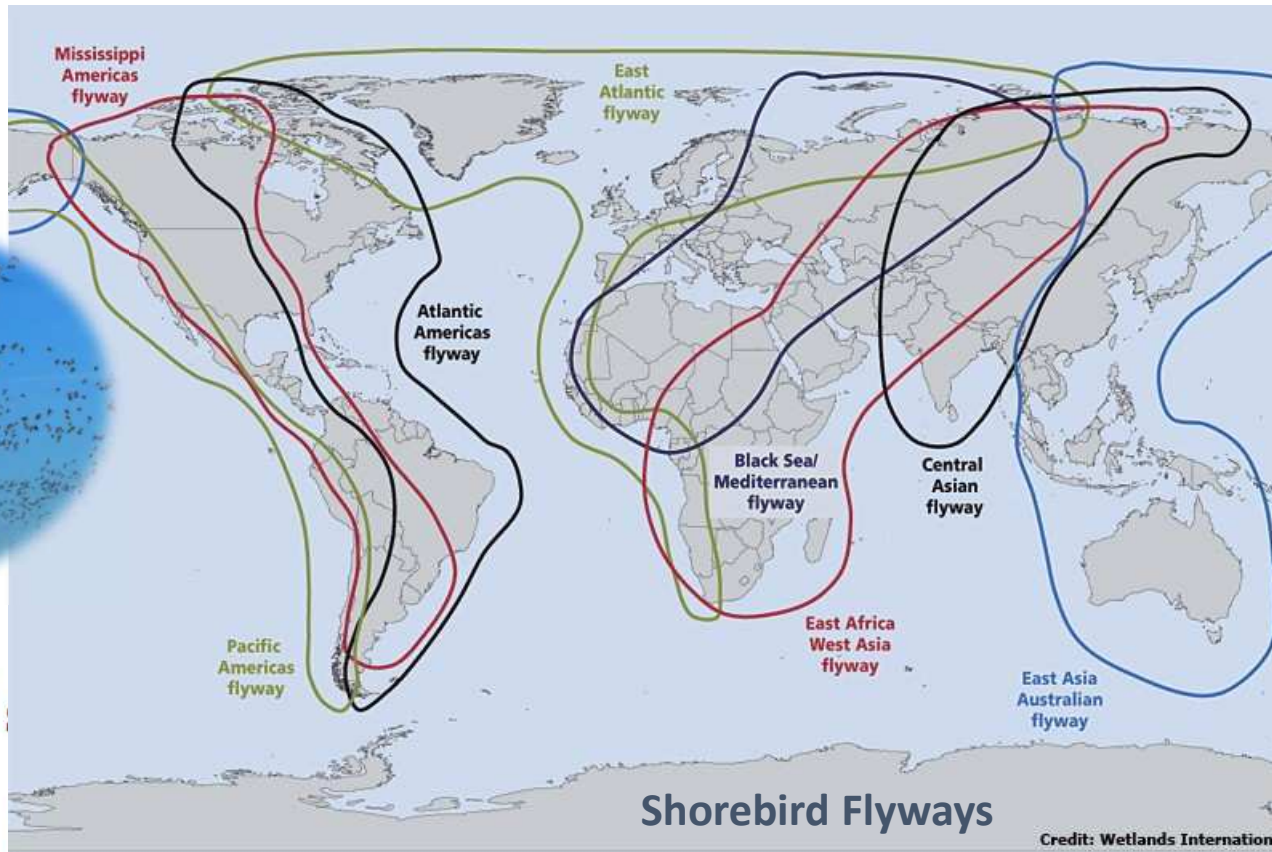 Mississippi
Americas
flyway
East
Atlantic
flyway
Atlantic
Americas
flyway
Black Sea/
Mediterranean
flyway
Central
Asian
flyway
Pacific
Americas
flyway
East Africa
West Asia
flyway
East Asia
Australian
flyway
Shorebird Flyways
Credit: Wetlands Internation